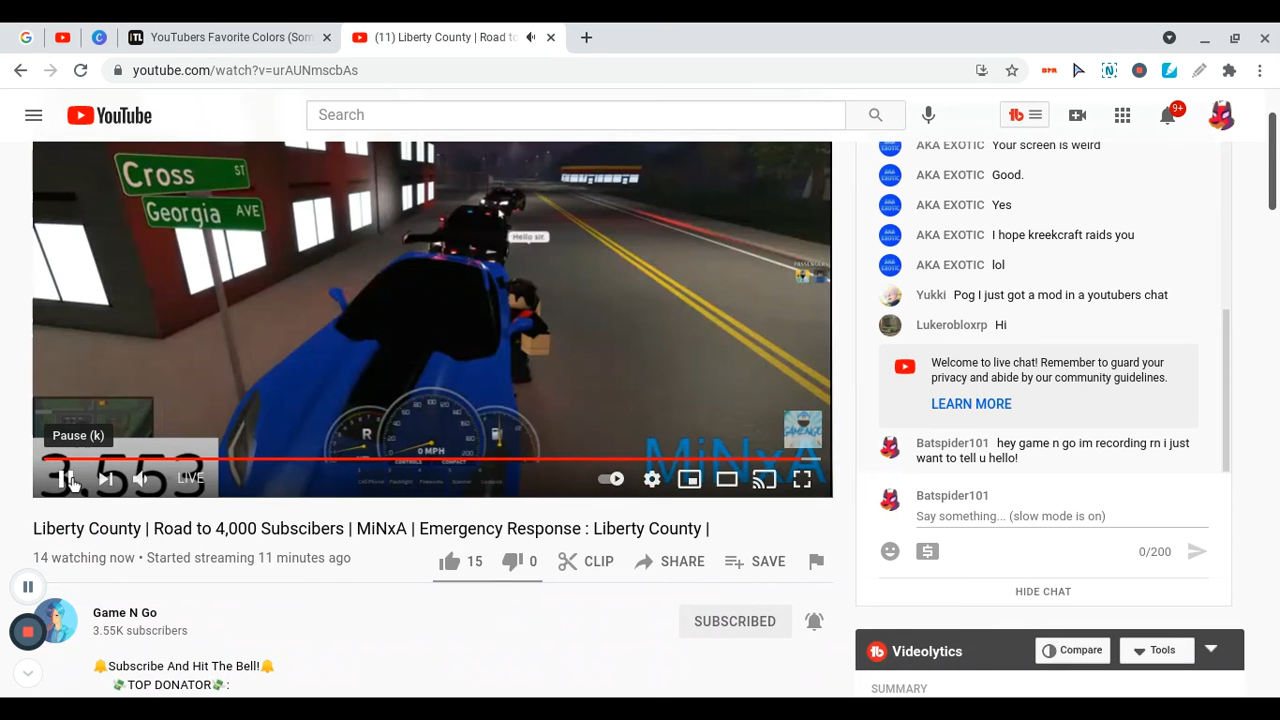 YouTubers Favorite Colors (Som
(11) Liberty County | Road to
youtube.com/watch?v=urAUNmscbAs
YouTube
Search
9+
Cross ST
Georgia AVE
Hello sir.
R
0 MPH
Pause (k)
3,553
MiNxA
LIVE
Liberty County | Road to 4,000 Subscibers | MiNxA | Emergency Response : Liberty County |
14 watching now • Started streaming 11 minutes ago
15
0
CLIP
SHARE
SAVE
Game N Go
3.55K subscribers
SUBSCRIBED
🔔Subscribe And Hit The Bell!🔔
💸TOP DONATOR💸:
AKA EXOTIC Your screen is weird
AKA EXOTIC Good.
AKA EXOTIC Yes
AKA EXOTIC I hope kreekcraft raids you
AKA EXOTIC lol
Yukki Pog I just got a mod in a youtubers chat
Lukerobloxrp Hi
Welcome to live chat! Remember to guard your
privacy and abide by our community guidelines.
LEARN MORE
Batspider101 hey game n go im recording rn i just
want to tell u hello!
Batspider101
Say something... (slow mode is on)
0/200
HIDE CHAT
Videolytics
Compare
Tools
SUMMARY